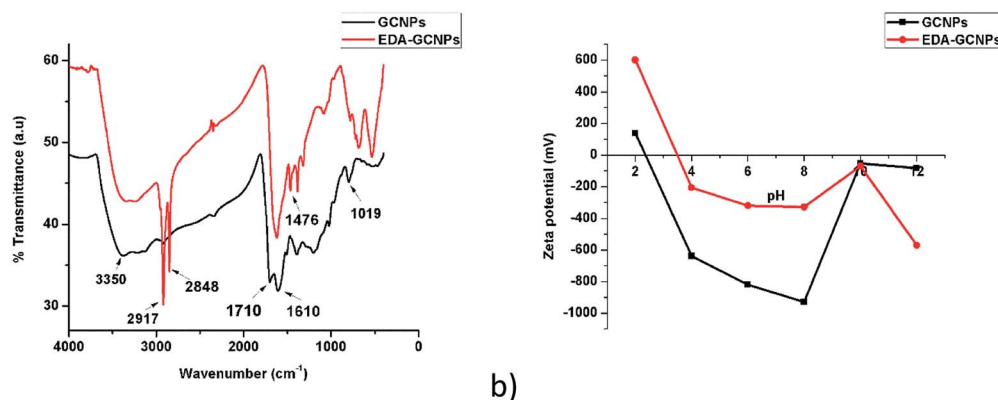 GCNPs
EDA-GCNPs
60
50
40
30
% Transmittance (a.u)
3350
2917
2848
1710
1610
1476
1019
4000 3000 2000 1000 0
Wavenumber (cm-1)
b)
GCNPs
EDA-GCNPs
600
400
200
0
-200
-400
-600
-800
-1000
Zeta potential (mV)
2 4 6 8 10 12
pH